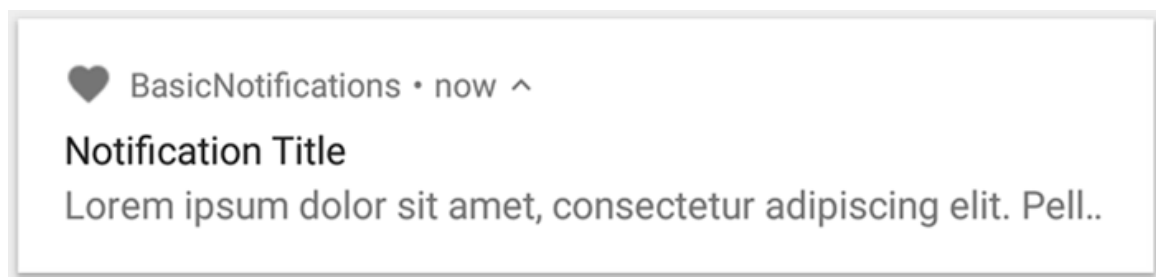 BasicNotifications • now
Notification Title
Lorem ipsum dolor sit amet, consectetur adipiscing elit. Pell..